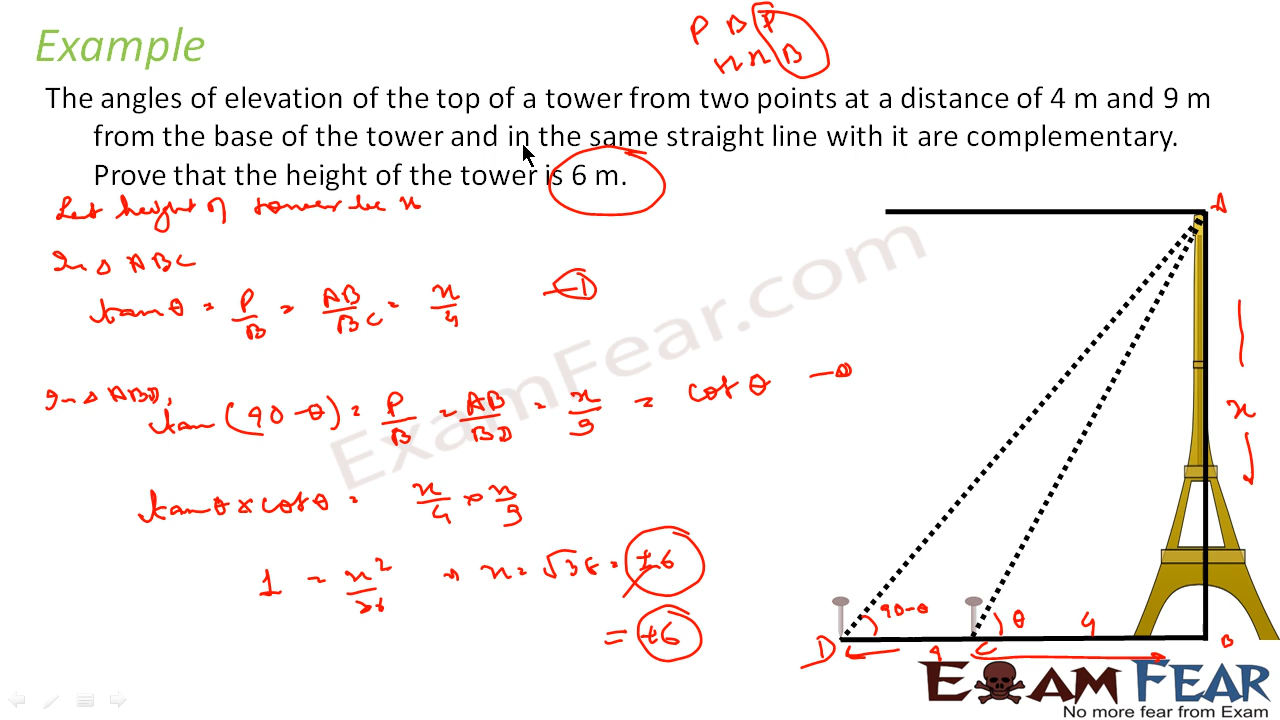 Example
P B P
H H B
The angles of elevation of the top of a tower from two points at a distance of 4 m and 9 m
from the base of the tower and in the same straight line with it are complementary.
Prove that the height of the tower is 6 m.
Let height of tower be x
In Δ ABC
tan θ = P/B = AB/BC = x/4 —①
In Δ ABD,
tan (90-θ) = P/B = AB/BD = x/9 = cot θ
tanθ x cotθ = x/4 × x/9
1 = x²/36 ⇒ x = √36 = ±6
= +6
A
x
90-θ
θ
4
D
9
C
B
ExamFear.com
EXAM FEAR
No more fear from Exam